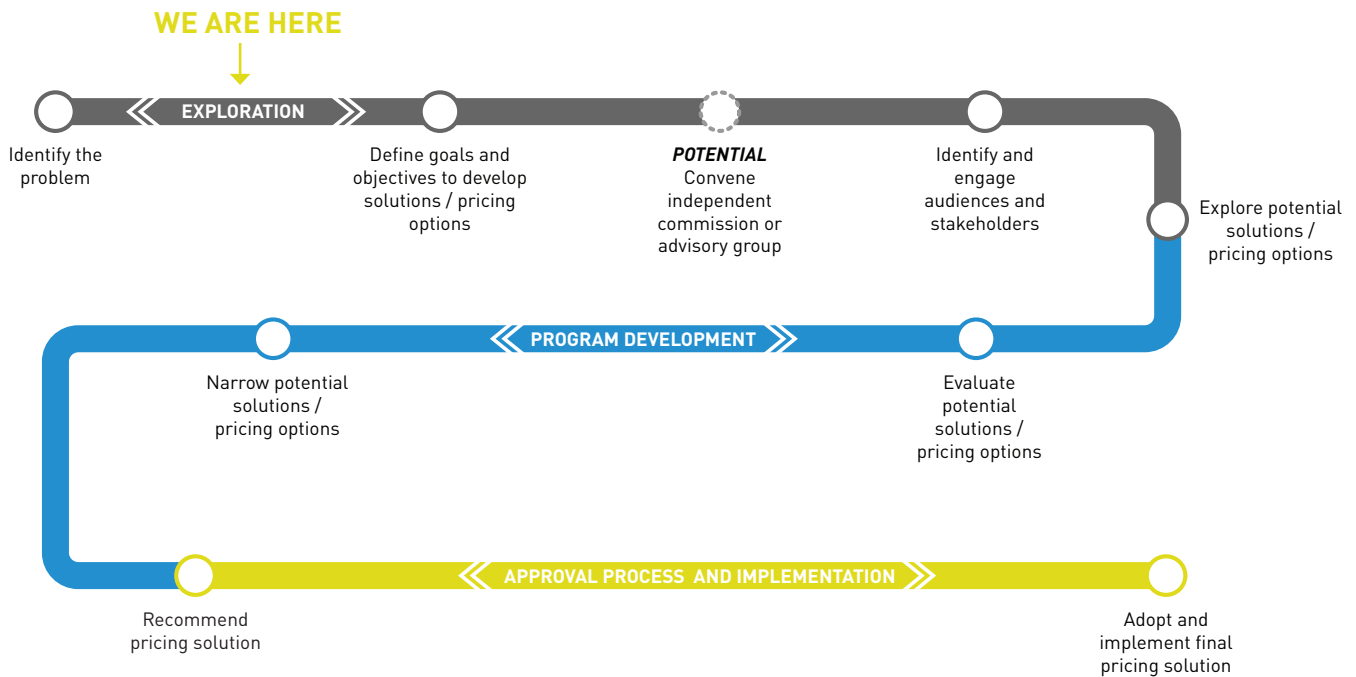 WE ARE HERE
EXPLORATION
Identify the
problem
Define goals and
objectives to develop
solutions / pricing
options
POTENTIAL
Convene
independent
commission or
advisory group
Identify and
engage
audiences and
stakeholders
Explore potential
solutions /
pricing options
PROGRAM DEVELOPMENT
Narrow potential
solutions /
pricing options
Evaluate
potential
solutions /
pricing options
APPROVAL PROCESS AND IMPLEMENTATION
Recommend
pricing solution
Adopt and
implement final
pricing solution